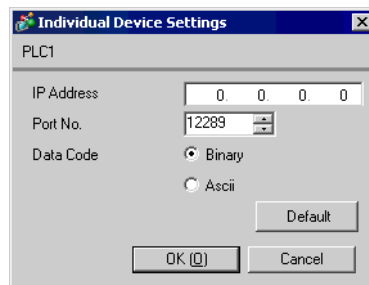 Individual Device Settings
PLC1
IP Address 0. 0. 0. 0
Port No. 12289
Data Code Binary
Ascii
Default
OK (O) Cancel